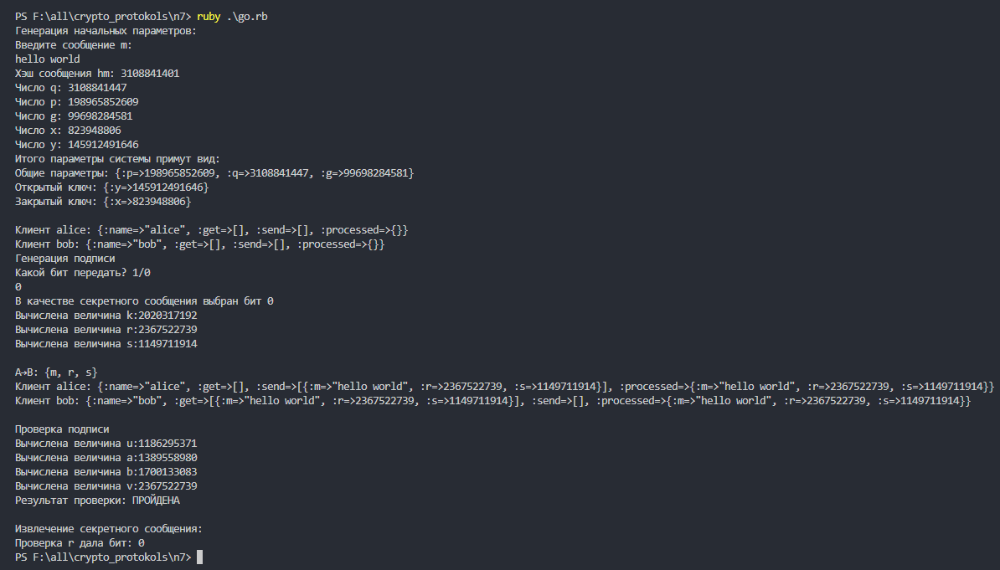 PS F:\all\crypto_protokols\n7> ruby .\go.rb
Генерация начальных параметров:
Введите сообщение m:
hello world
Хэш сообщения hm: 3108841401
Число q: 3108841447
Число p: 198965852609
Число g: 99698284581
Число x: 823948806
Число y: 145912491646
Итого параметры системы примут вид:
Общие параметры: {:p=>198965852609, :q=>3108841447, :g=>99698284581}
Открытый ключ: {:y=>145912491646}
Закрытый ключ: {:x=>823948806}
Клиент alice: {:name=>"alice", :get=>[], :send=>[], :processed=>{}}
Клиент bob: {:name=>"bob", :get=>[], :send=>[], :processed=>{}}
Генерация подписи
Какой бит передать? 1/0
0
В качестве секретного сообщения выбран бит 0
Вычислена величина k:2020317192
Вычислена величина r:2367522739
Вычислена величина s:1149711914
A→B: {m, r, s}
Клиент alice: {:name=>"alice", :get=>[], :send=>[{:m=>"hello world", :r=>2367522739, :s=>1149711914}], :processed=>{:m=>"hello world", :r=>2367522739, :s=>1149711914}}
Клиент bob: {:name=>"bob", :get=>[{:m=>"hello world", :r=>2367522739, :s=>1149711914}], :send=>[], :processed=>{:m=>"hello world", :r=>2367522739, :s=>1149711914}}
Проверка подписи
Вычислена величина u:1186295371
Вычислена величина a:1389558980
Вычислена величина b:1700133083
Вычислена величина v:2367522739
Результат проверки: ПРОЙДЕНА
Извлечение секретного сообщения:
Проверка r дала бит: 0
PS F:\all\crypto_protokols\n7>